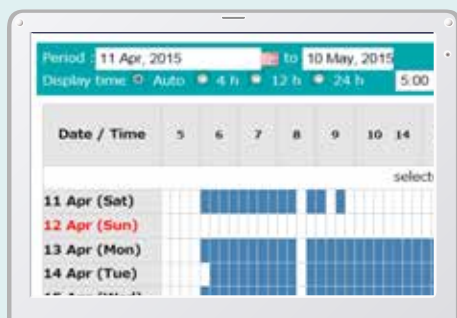 Period : 11 Apr, 2015 to 10 May, 2015
Display time Auto 4 h 12 h 24 h 5:00
Date / Time 5 6 7 8 9 10 14
select
11 Apr (Sat)
12 Apr (Sun)
13 Apr (Mon)
14 Apr (Tue)